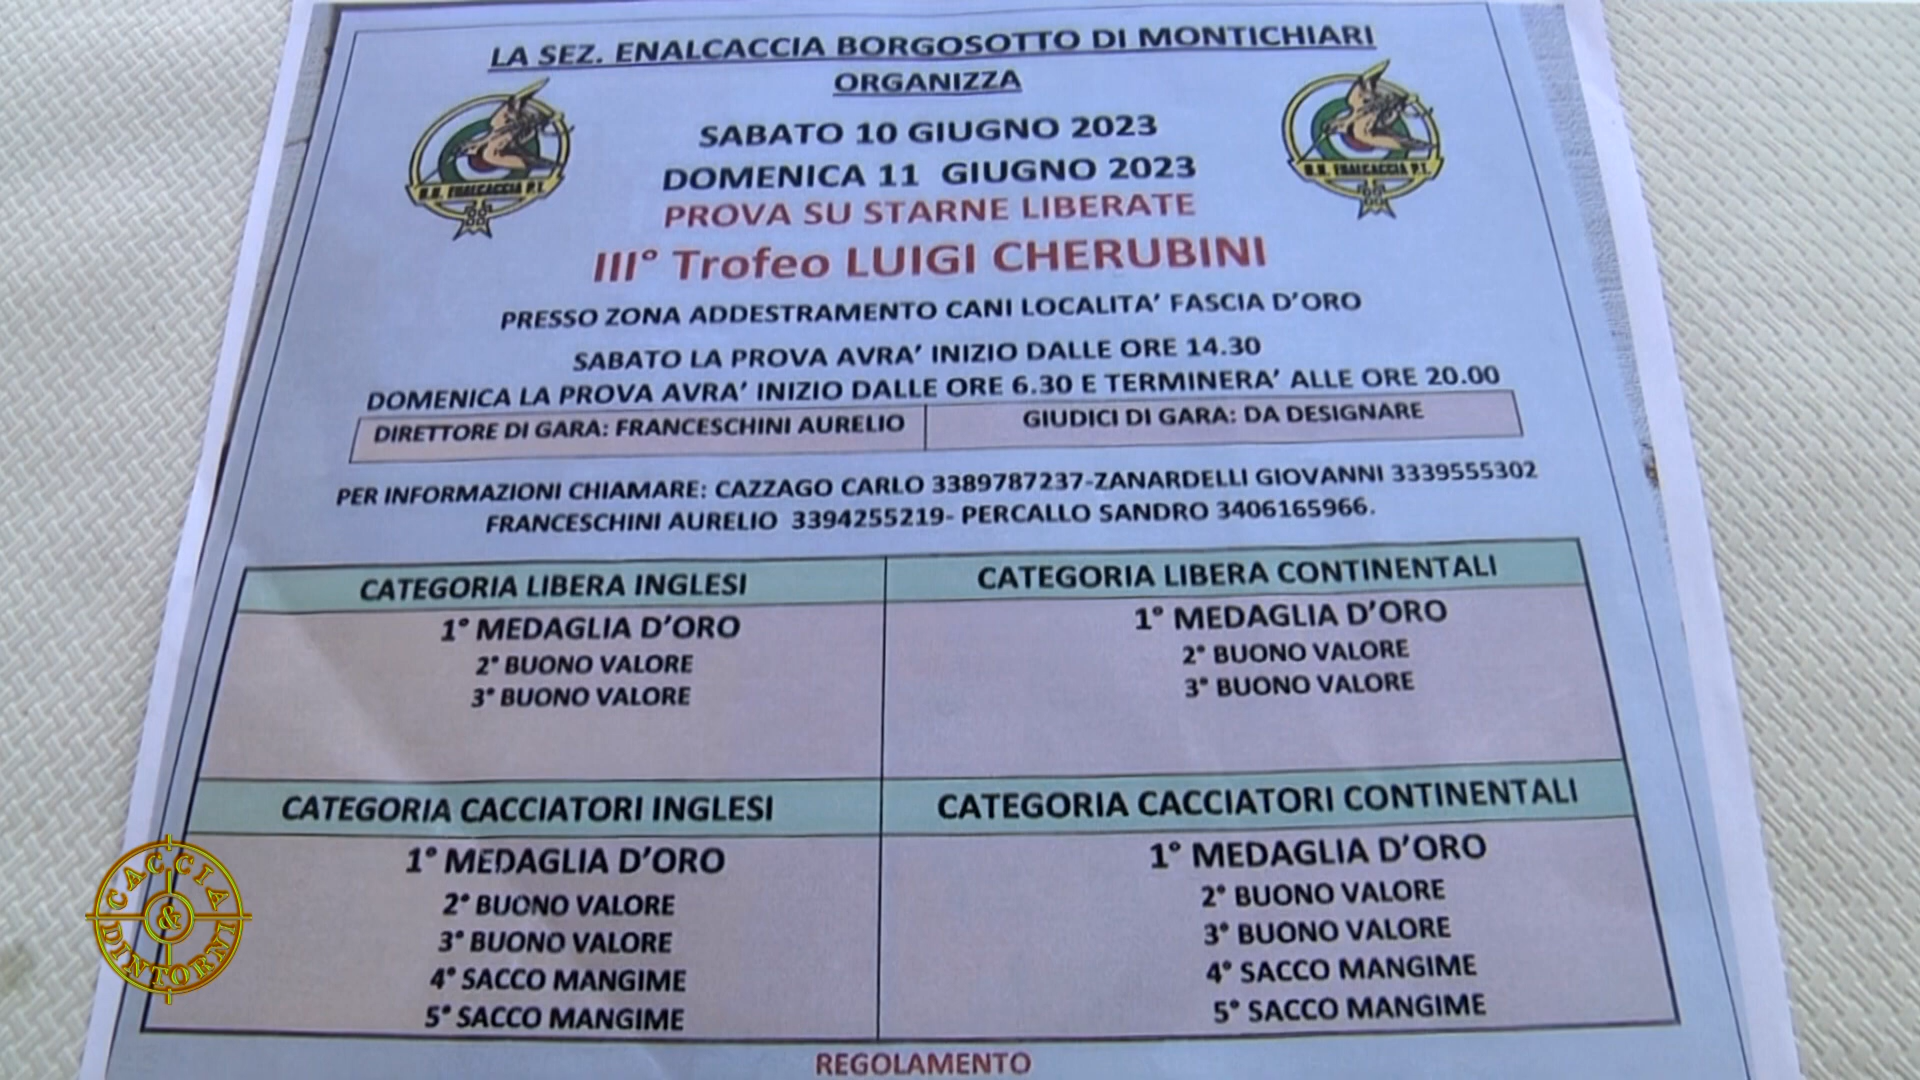 LA SEZ. ENALCACCIA BORGOSOTTO DI MONTICHIARI
ORGANIZZA
SABATO 10 GIUGNO 2023
DOMENICA 11 GIUGNO 2023
PROVA SU STARNE LIBERATE
III° Trofeo LUIGI CHERUBINI
U.N. ENALCACCIA P.T.
U.N. ENALCACCIA P.T.
PRESSO ZONA ADDESTRAMENTO CANI LOCALITA' FASCIA D'ORO
SABATO LA PROVA AVRA' INIZIO DALLE ORE 14.30
DOMENICA LA PROVA AVRA' INIZIO DALLE ORE 6.30 E TERMINERA' ALLE ORE 20.00
DIRETTORE DI GARA: FRANCESCHINI AURELIO
GIUDICI DI GARA: DA DESIGNARE
PER INFORMAZIONI CHIAMARE: CAZZAGO CARLO 3389787237-ZANARDELLI GIOVANNI 3339555302
FRANCESCHINI AURELIO 3394255219- PERCALLO SANDRO 3406165966.
CATEGORIA LIBERA INGLESI
1° MEDAGLIA D'ORO
2° BUONO VALORE
3° BUONO VALORE
CATEGORIA LIBERA CONTINENTALI
1° MEDAGLIA D'ORO
2° BUONO VALORE
3° BUONO VALORE
CATEGORIA CACCIATORI INGLESI
1° MEDAGLIA D'ORO
2° BUONO VALORE
3° BUONO VALORE
4° SACCO MANGIME
5° SACCO MANGIME
CATEGORIA CACCIATORI CONTINENTALI
1° MEDAGLIA D'ORO
2° BUONO VALORE
3° BUONO VALORE
4° SACCO MANGIME
5° SACCO MANGIME
REGOLAMENTO
CACCIA
&
DINTORNI